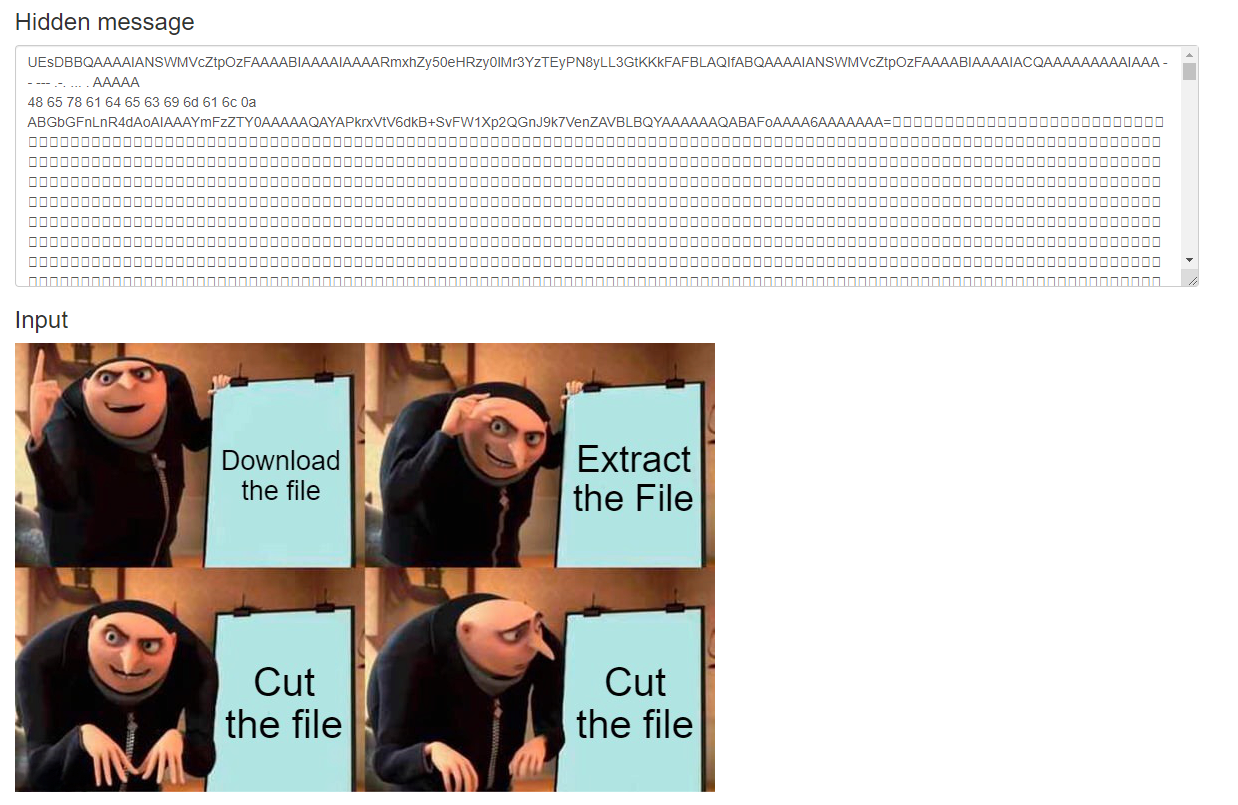 Hidden message
UEsDBBQAAAAIANSWMVcZtpOzFAAAABIAAAAIAAAARmxhZy50eHRzy0lMr3YzTEyPN8yLL3GtKKkFAFBLAQIfABQAAAAIANSWMVcZtpOzFAAAABIAAAAIACQAAAAAAAAAIAAA -
- --- .-. ... . AAAAA
48 65 78 61 64 65 63 69 6d 61 6c 0a
ABGbGFnLnR4dAoAIAAAYmFzZTY0AAAAAQAYAPkrxVtV6dkB+SvFW1Xp2QGnJ9k7VenZAVBLBQYAAAAAAQABAFoAAAA6AAAAAAA=
Input
Download
the file
Extract
the File
Cut
the file
Cut
the file